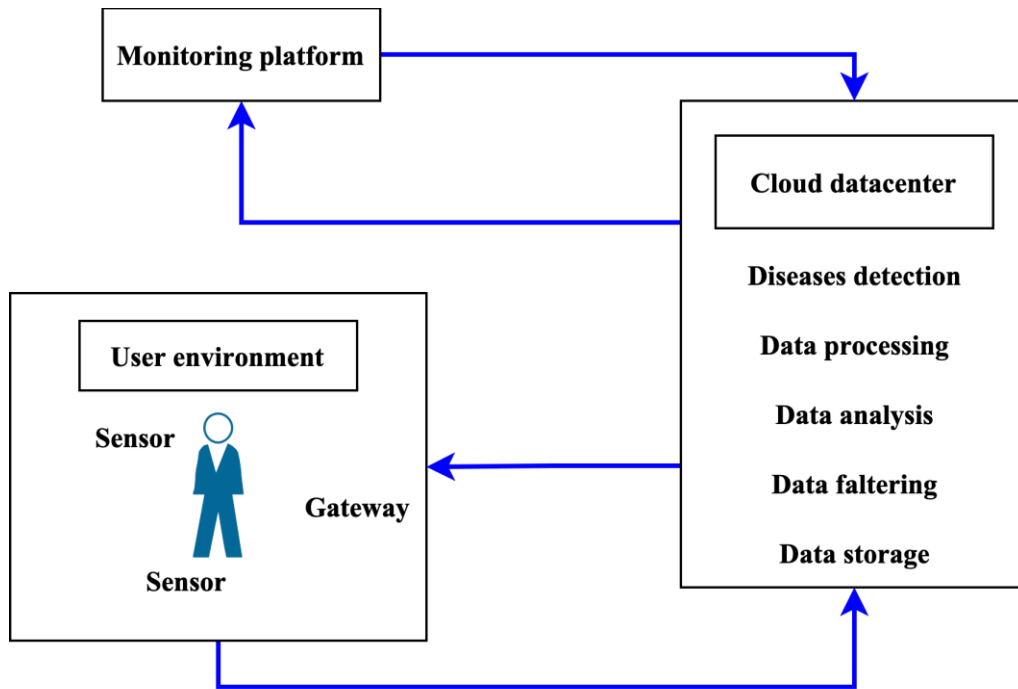 Monitoring platform
Cloud datacenter
Diseases detection
Data processing
Data analysis
Data faltering
Data storage
User environment
Sensor
Gateway
Sensor